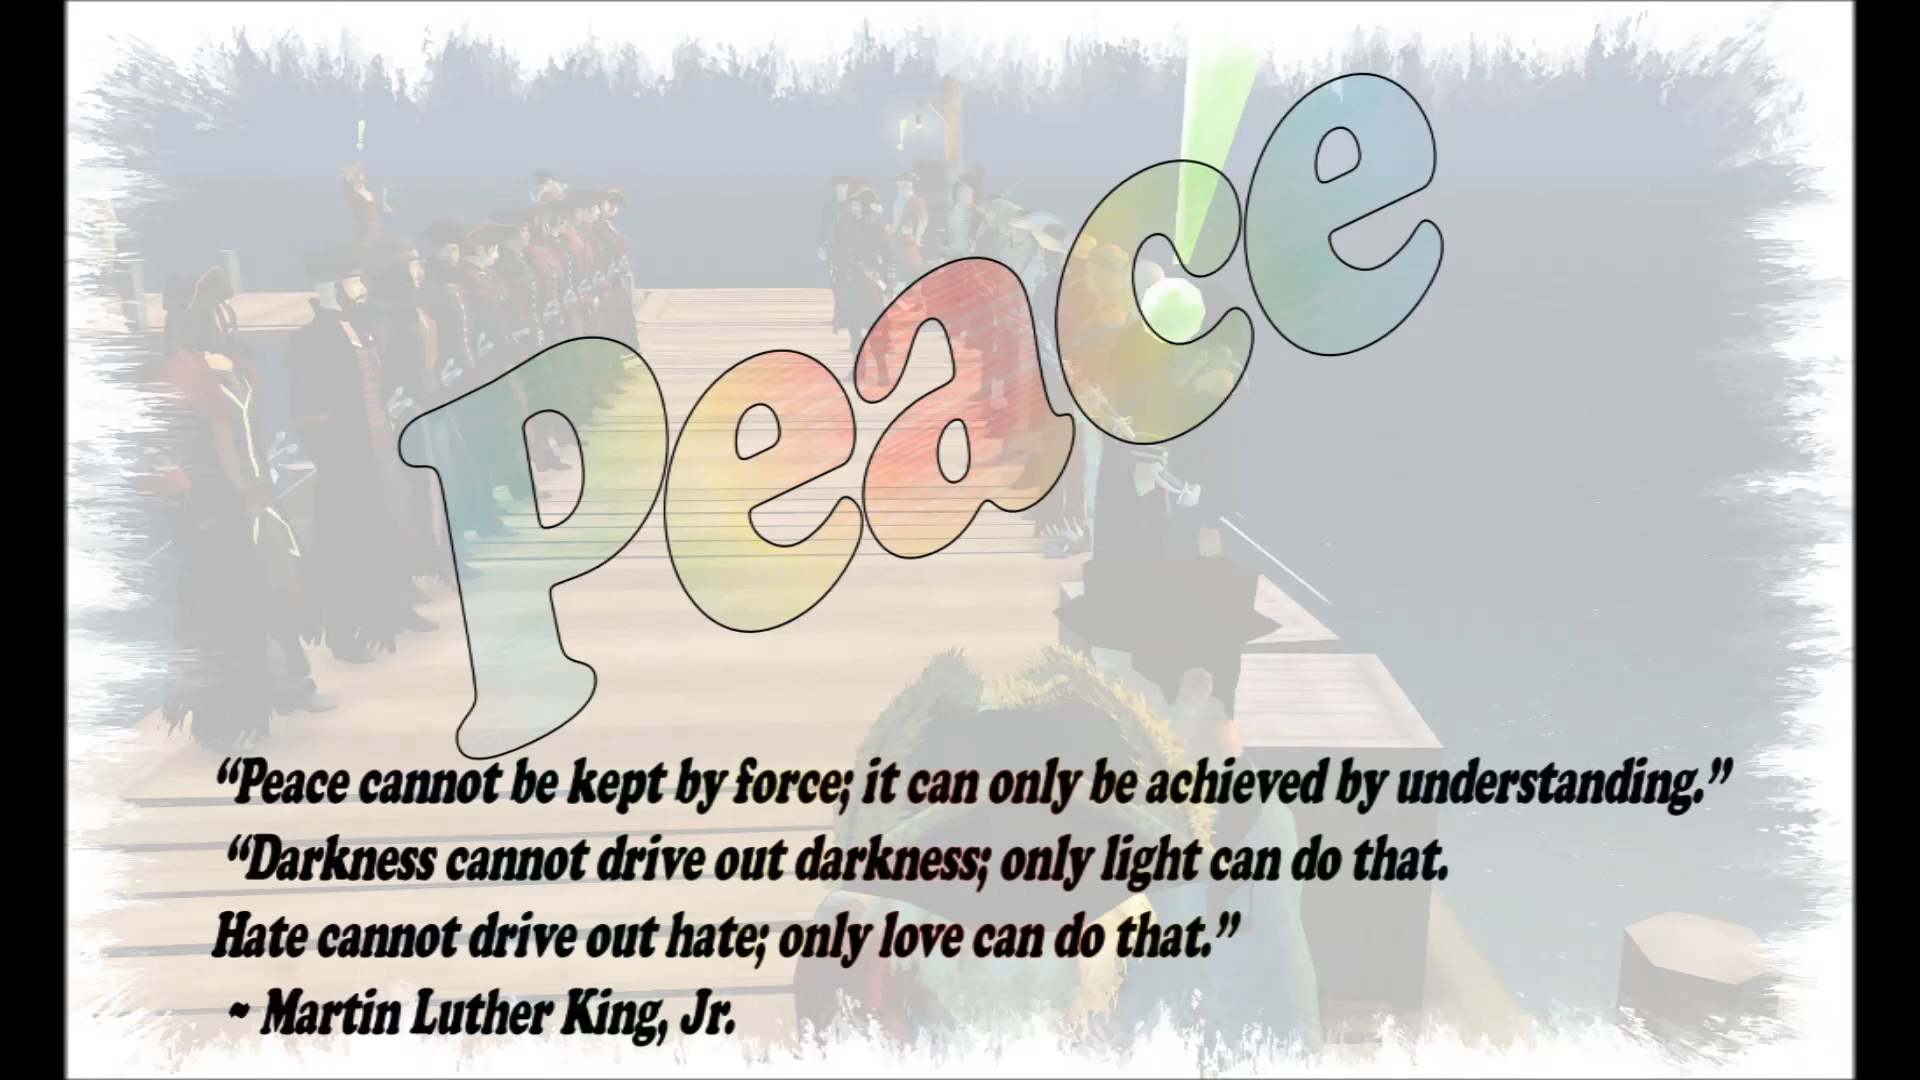 peace
“Peace cannot be kept by force; it can only be achieved by understanding.”
“Darkness cannot drive out darkness; only light can do that.
Hate cannot drive out hate; only love can do that.”
~ Martin Luther King, Jr.